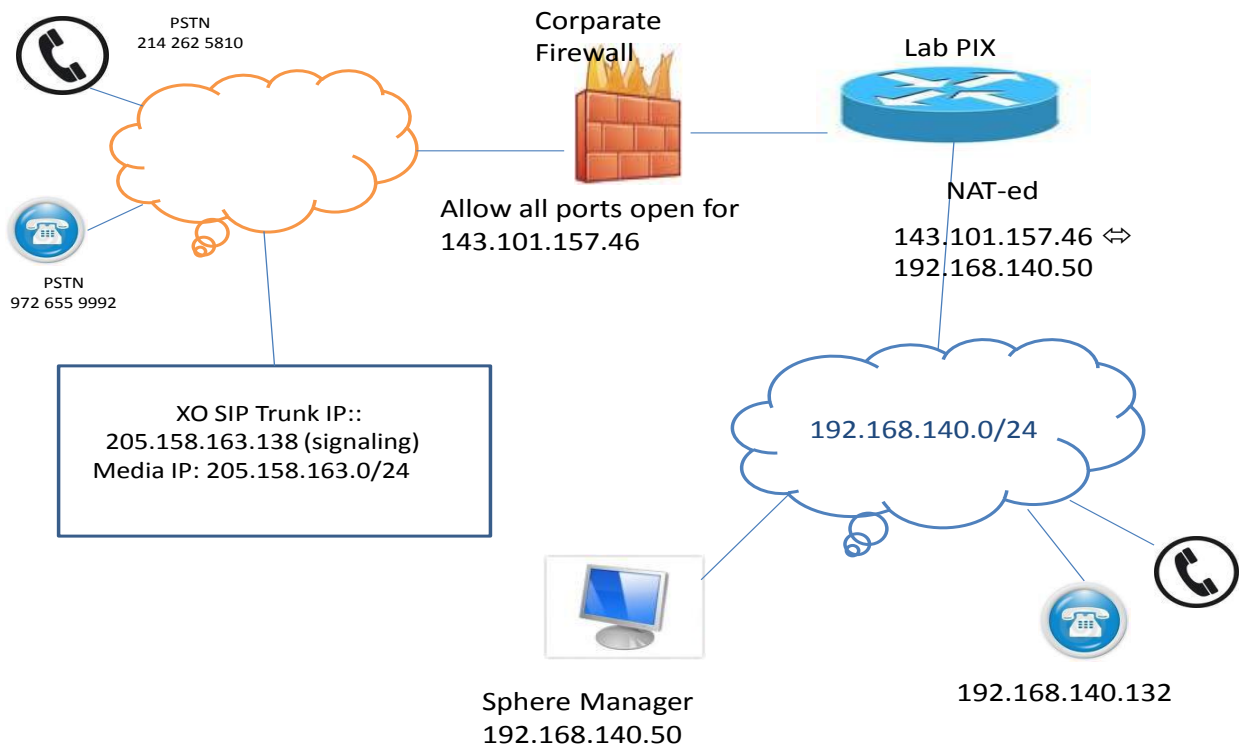 PSTN
214 262 5810
Corparate
Firewall
Lab PIX
PSTN
972 655 9992
Allow all ports open for
143.101.157.46
NAT-ed
143.101.157.46 ⇔
192.168.140.50
XO SIP Trunk IP::
205.158.163.138 (signaling)
Media IP: 205.158.163.0/24
192.168.140.0/24
Sphere Manager
192.168.140.50
192.168.140.132